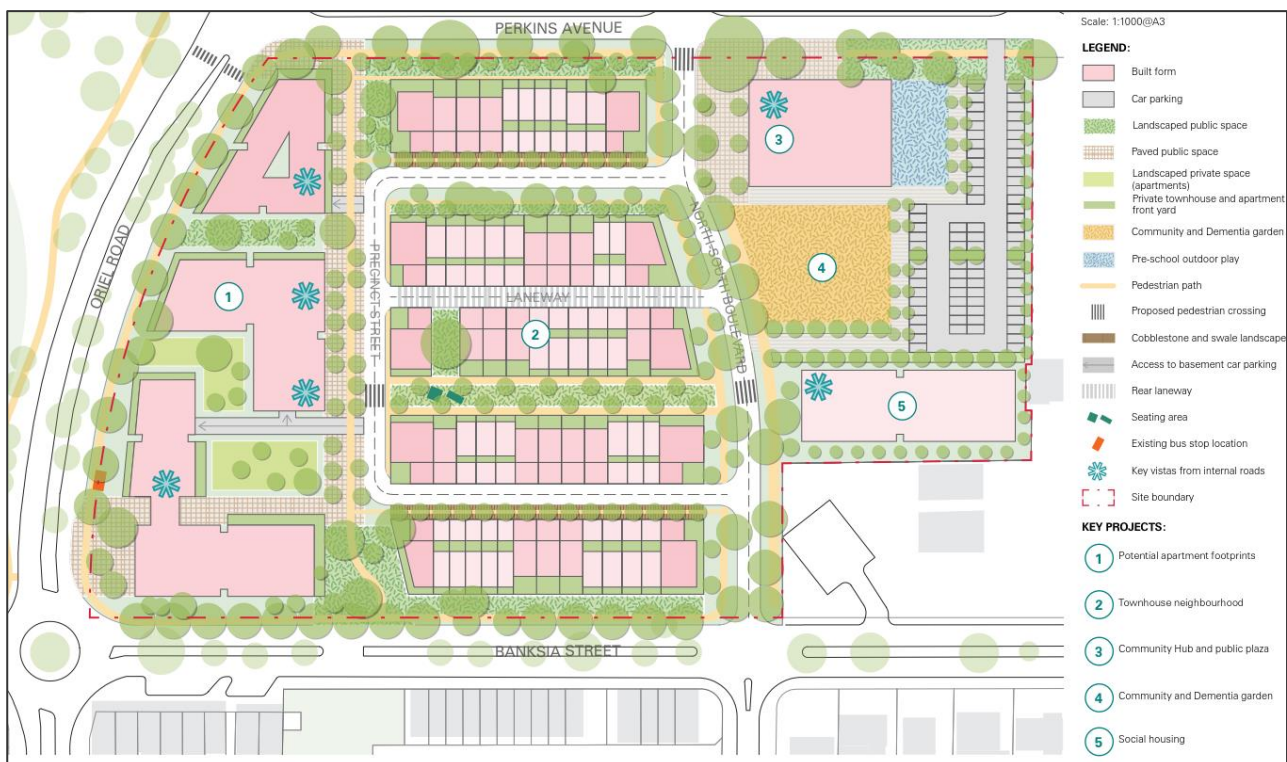 PERKINS AVENUE
ORIEL ROAD
PRECINCT STREET
LANEWAY
NORTH SOUTH BOULEVARD
BANKSIA STREET
1
2
3
4
5
Scale: 1:1000@A3
LEGEND:
Built form
Car parking
Landscaped public space
Paved public space
Landscaped private space
(apartments)
Private townhouse and apartment
front yard
Community and Dementia garden
Pre-school outdoor play
Pedestrian path
Proposed pedestrian crossing
Cobblestone and swale landscape
Access to basement car parking
Rear laneway
Seating area
Existing bus stop location
Key vistas from internal roads
Site boundary
KEY PROJECTS:
1 Potential apartment footprints
2 Townhouse neighbourhood
3 Community Hub and public plaza
4 Community and Dementia garden
5 Social housing